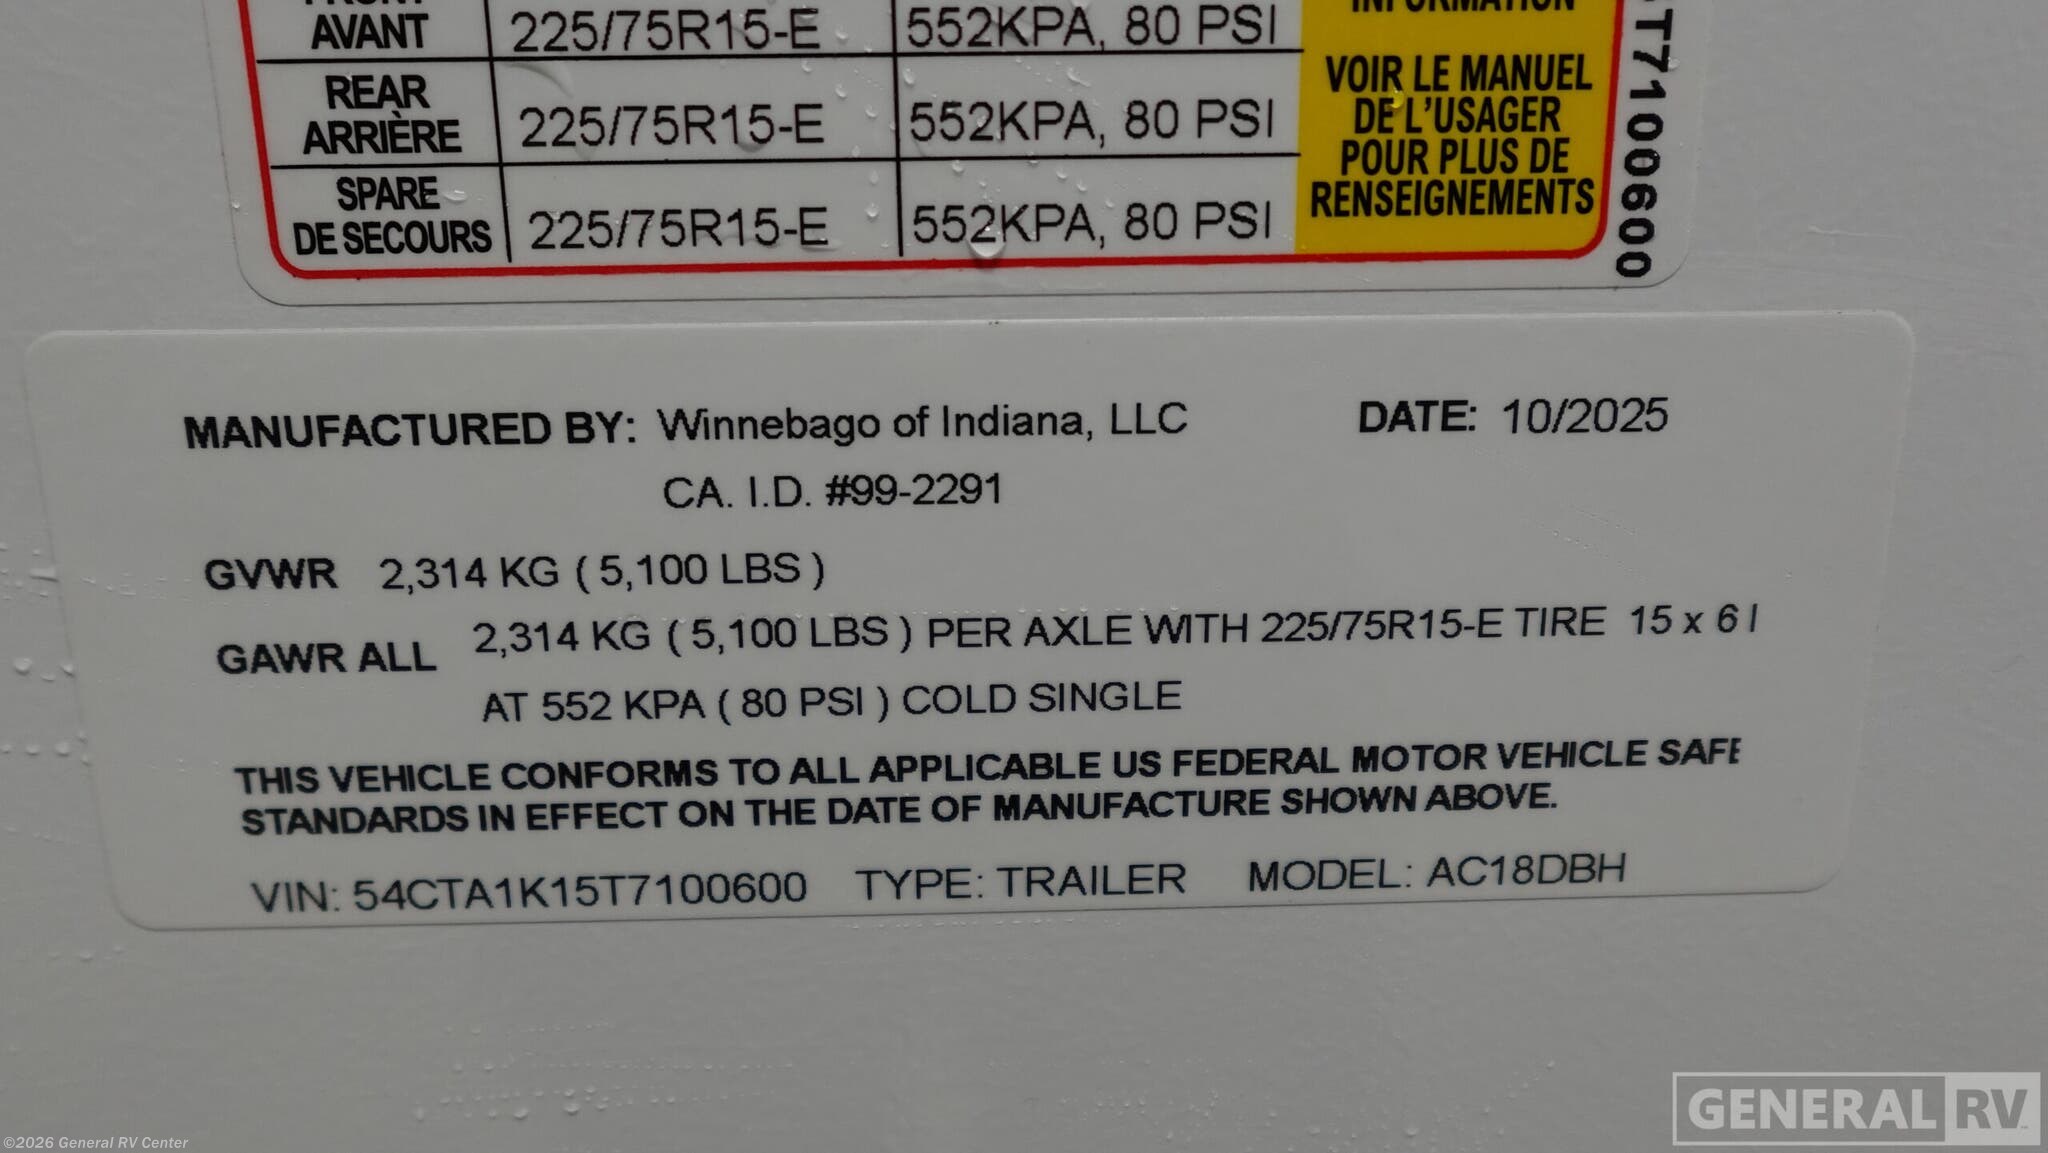 AVANT 225/75R15-E 552KPA, 80 PSI
REAR
ARRIÈRE 225/75R15-E 552KPA, 80 PSI
SPARE
DE SECOURS 225/75R15-E 552KPA, 80 PSI
INFORMATION
VOIR LE MANUEL
DE L'USAGER
POUR PLUS DE
RENSEIGNEMENTS
T7100600
MANUFACTURED BY: Winnebago of Indiana, LLC DATE: 10/2025
CA. I.D. #99-2291
GVWR 2,314 KG ( 5,100 LBS )
GAWR ALL 2,314 KG ( 5,100 LBS ) PER AXLE WITH 225/75R15-E TIRE 15 x 6
AT 552 KPA ( 80 PSI ) COLD SINGLE
THIS VEHICLE CONFORMS TO ALL APPLICABLE US FEDERAL MOTOR VEHICLE SAFE
STANDARDS IN EFFECT ON THE DATE OF MANUFACTURE SHOWN ABOVE.
VIN: 54CTA1K15T7100600 TYPE: TRAILER MODEL: AC18DBH
GENERAL RV
©2026 General RV Center